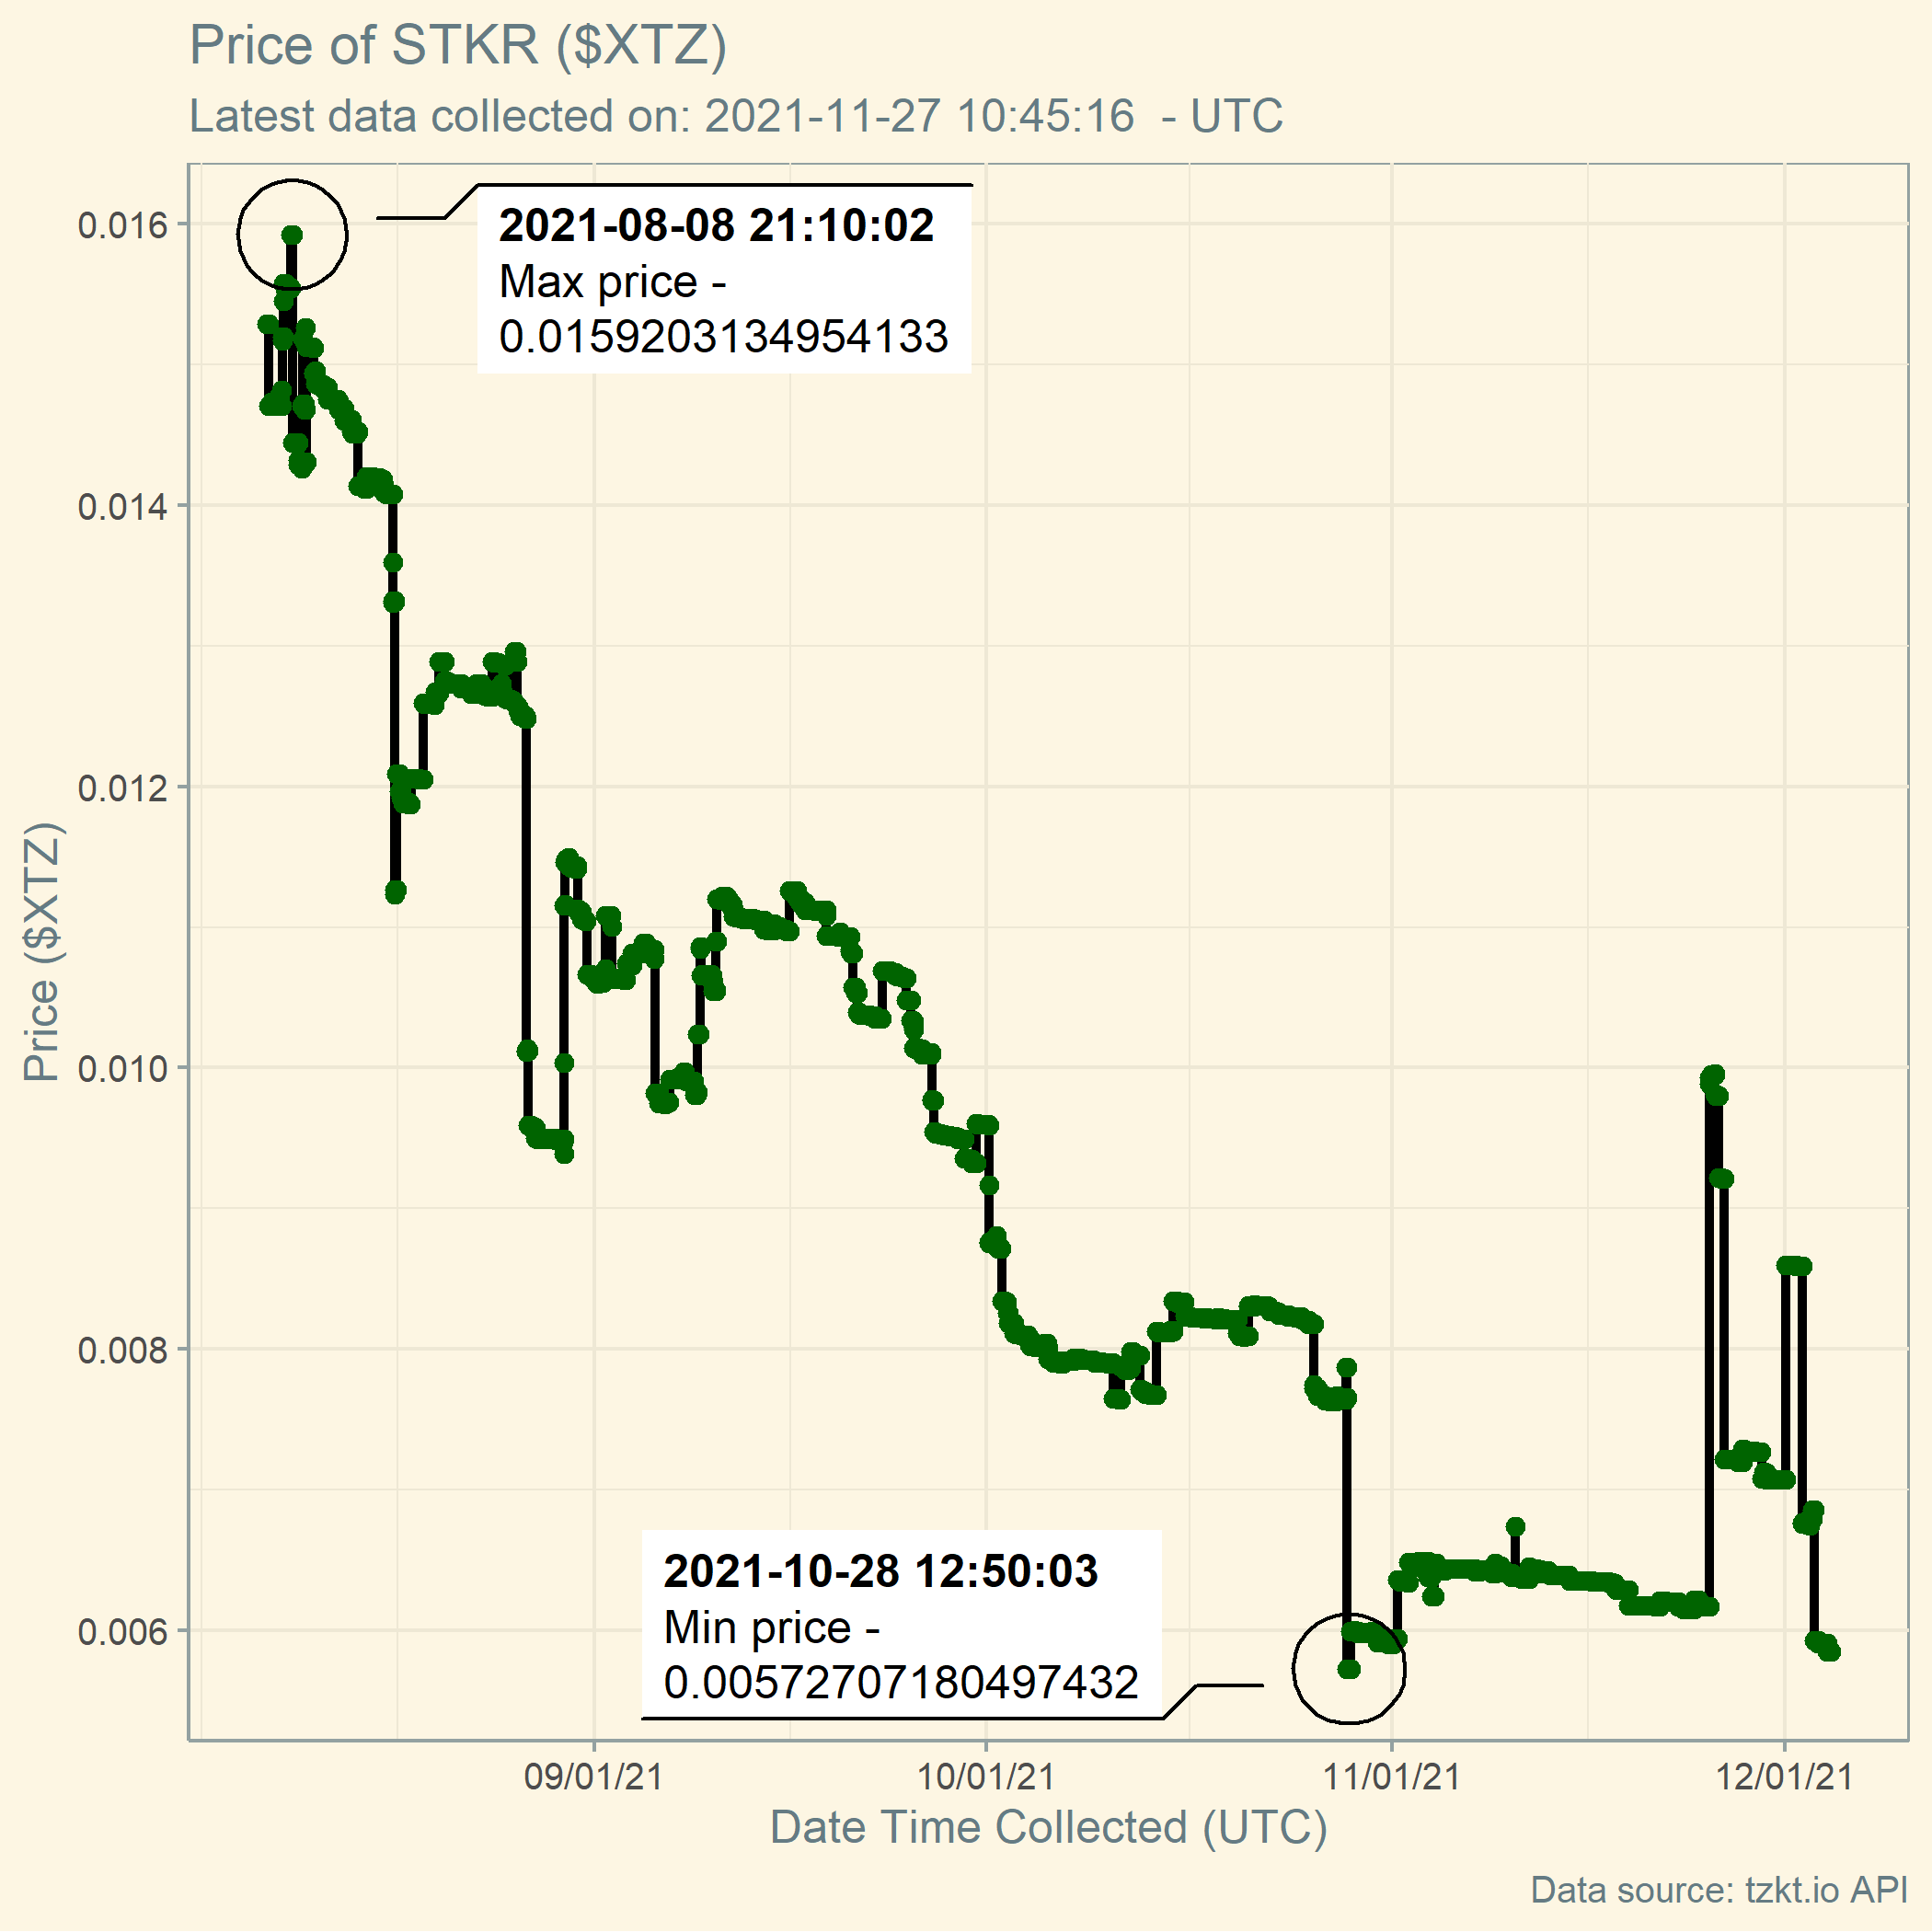 Price of STKR ($XTZ)
Latest data collected on: 2021-11-27 10:45:16  - UTC
2021-08-08 21:10:02
Max price -
0.0159203134954133
0.016
0.014
0.012
0.010
0.008
0.006
Price ($XTZ)
2021-10-28 12:50:03
Min price -
0.00572707180497432
09/01/21
10/01/21
11/01/21
12/01/21
Date Time Collected (UTC)
Data source: tzkt.io API